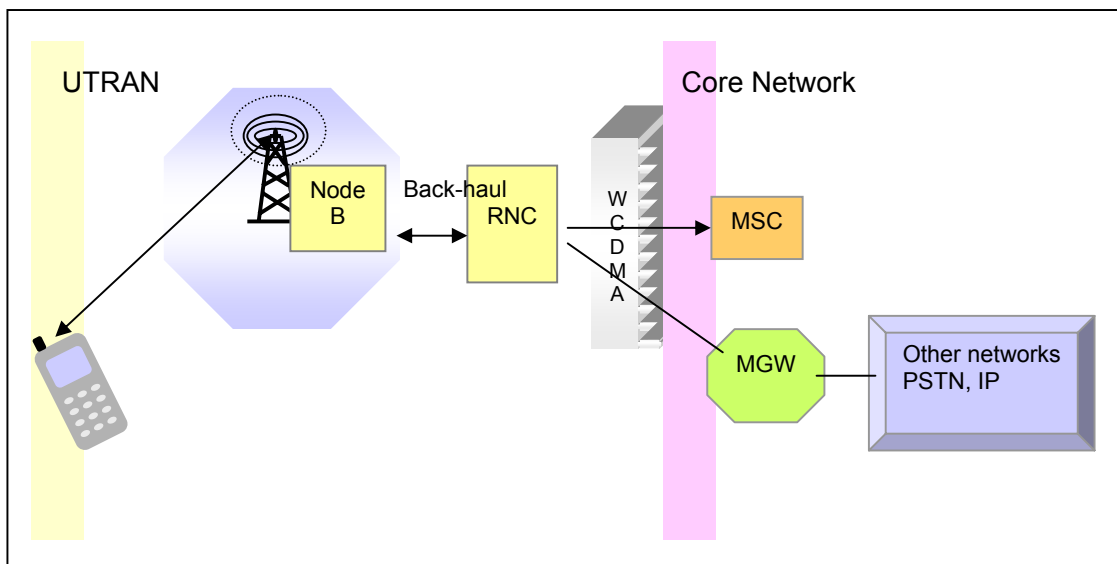 UTRAN
Core Network
Node
B
Back-haul
RNC
W
C
D
M
A
MSC
MGW
Other networks
PSTN, IP